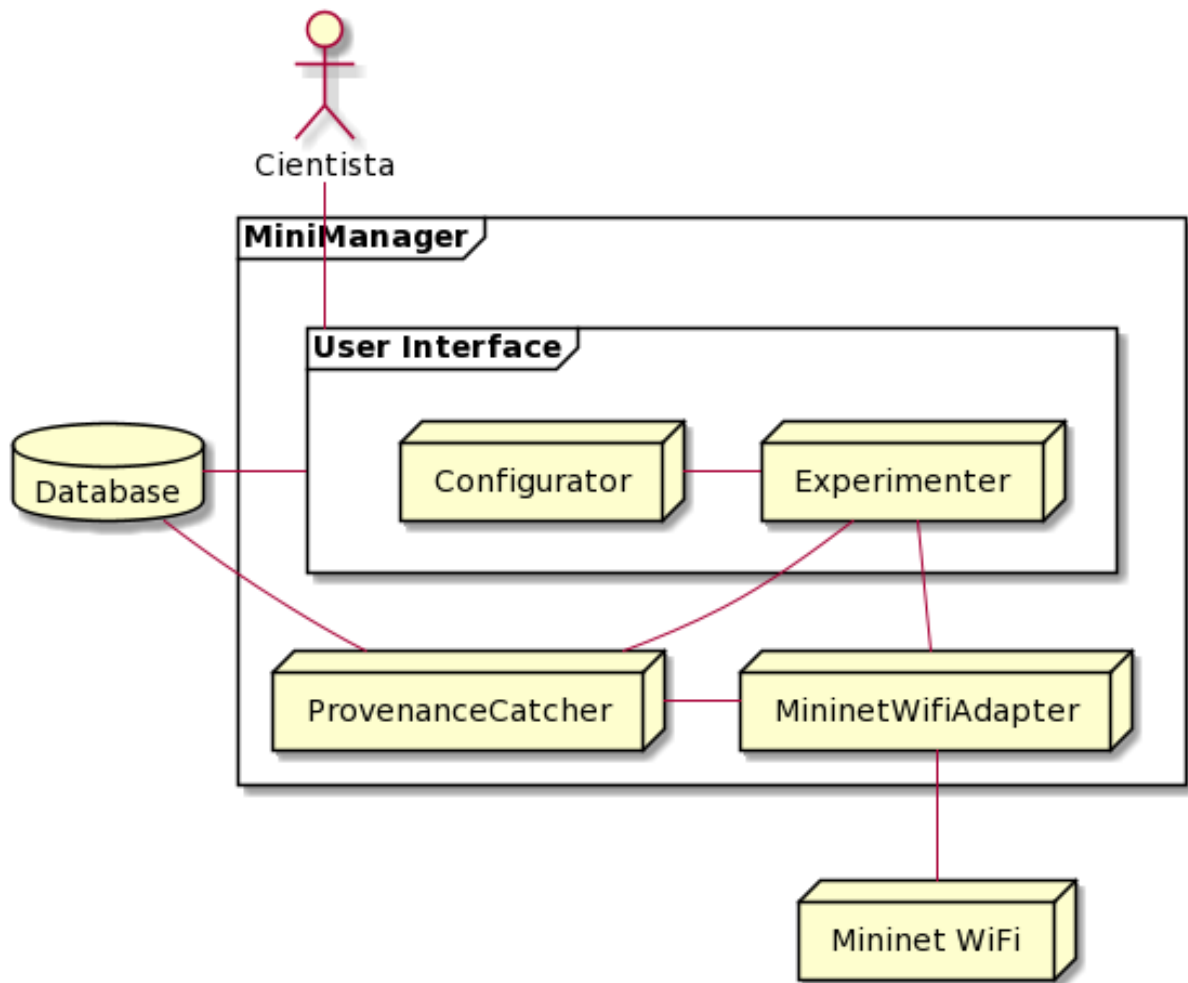 Cientista
MiniManager
User Interface
Configurator
Experimenter
Database
ProvenanceCatcher
MininetWifiAdapter
Mininet WiFi